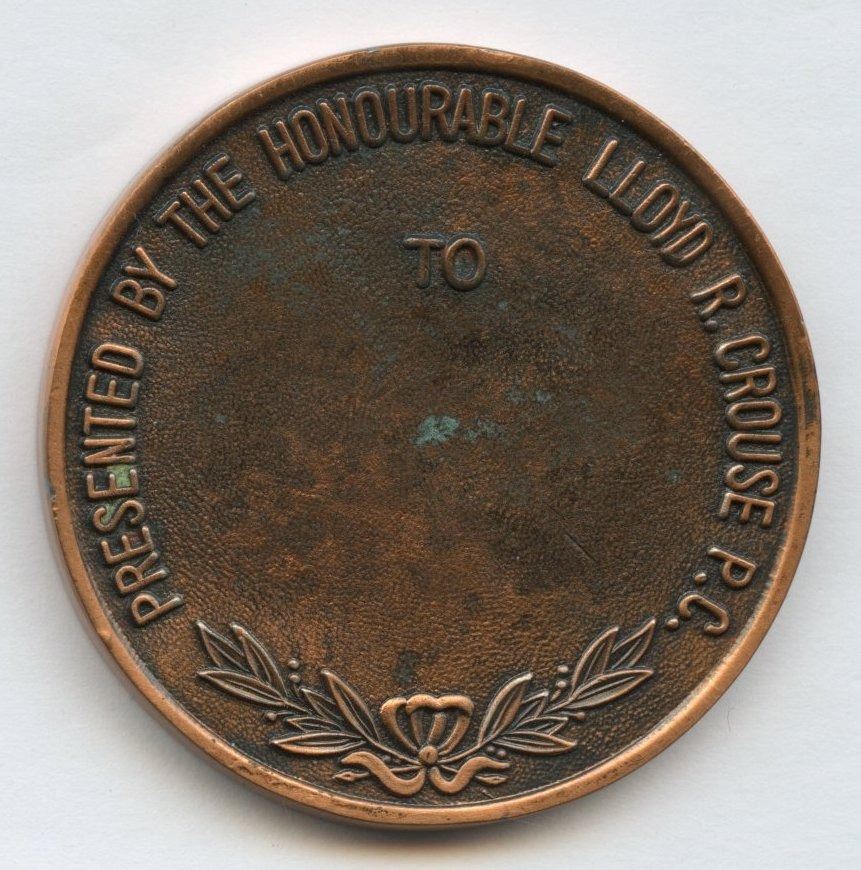 PRESENTED BY THE HONOURABLE LLOYD R. CROUSE P.C.
TO